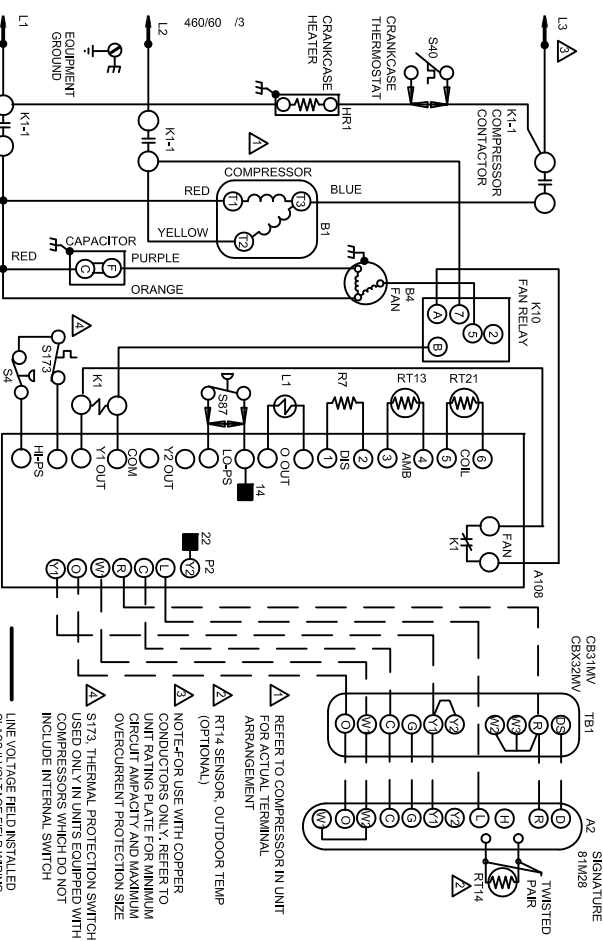 L1
L2
460/60 /3
L3
3
EQUIPMENT
GROUND
CRANKCASE
HEATER
HR1
CRANKCASE
THERMOSTAT
S40
K1-1
COMPRESSOR
CONTACTOR
K1-1
K1-1
1
COMPRESSOR
B1
T1
T2
T3
RED
YELLOW
BLUE
RED
CAPACITOR
C
F
PURPLE
ORANGE
B4
FAN
K10
FAN RELAY
A
7
5
2
B
4
S173
S4
K1
S87
L1
R7
RT13
RT21
HI-PS
Y1 OUT
COM
Y2 OUT
LO-PS
14
O OUT
1
DIS
2
3
AMB
4
5
COIL
6
FAN
K1
A108
22
P2
Y1
O
W
R
C
L
Y2
CB31MV
CBX32MV
TB1
O
W1
C
G
Y1
Y2
W2
W3
R
DS
A2
SIGNATURE
81M28
W1
O
W2
C
G
Y1
Y2
L
H
R
D
RT14
2
TWISTED
PAIR
1
REFER TO COMPRESSOR IN UNIT
FOR ACTUAL TERMINAL
ARRANGEMENT
2
RT14 SENSOR, OUTDOOR TEMP
(OPTIONAL)
3
NOTE-FOR USE WITH COPPER
CONDUCTORS ONLY. REFER TO
UNIT RATING PLATE FOR MINIMUM
CIRCUIT AMPACITY AND MAXIMUM
OVERCURRENT PROTECTION SIZE
4
S173, THERMAL PROTECTION SWITCH
USED ONLY IN UNITS EQUIPPED WITH
COMPRESSORS WHICH DO NOT
INCLUDE INTERNAL SWITCH
LINE VOLTAGE FIELD INSTALLED